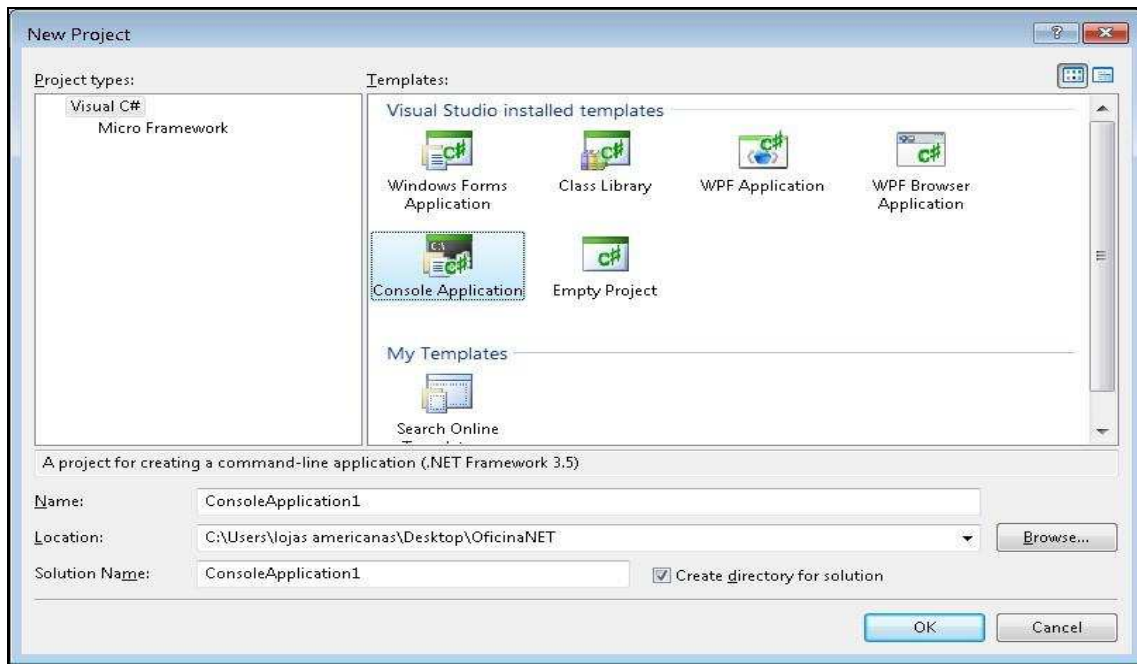 New Project
Project types:
Templates:
Visual C#
Micro Framework
Visual Studio installed templates
Windows Forms Application
Class Library
WPF Application
WPF Browser Application
Console Application
Empty Project
My Templates
Search Online
A project for creating a command-line application (.NET Framework 3.5)
Name:
ConsoleApplication1
Location:
C:\Users\lojas americanas\Desktop\OficinaNET
Browse...
Solution Name:
ConsoleApplication1
Create directory for solution
OK
Cancel